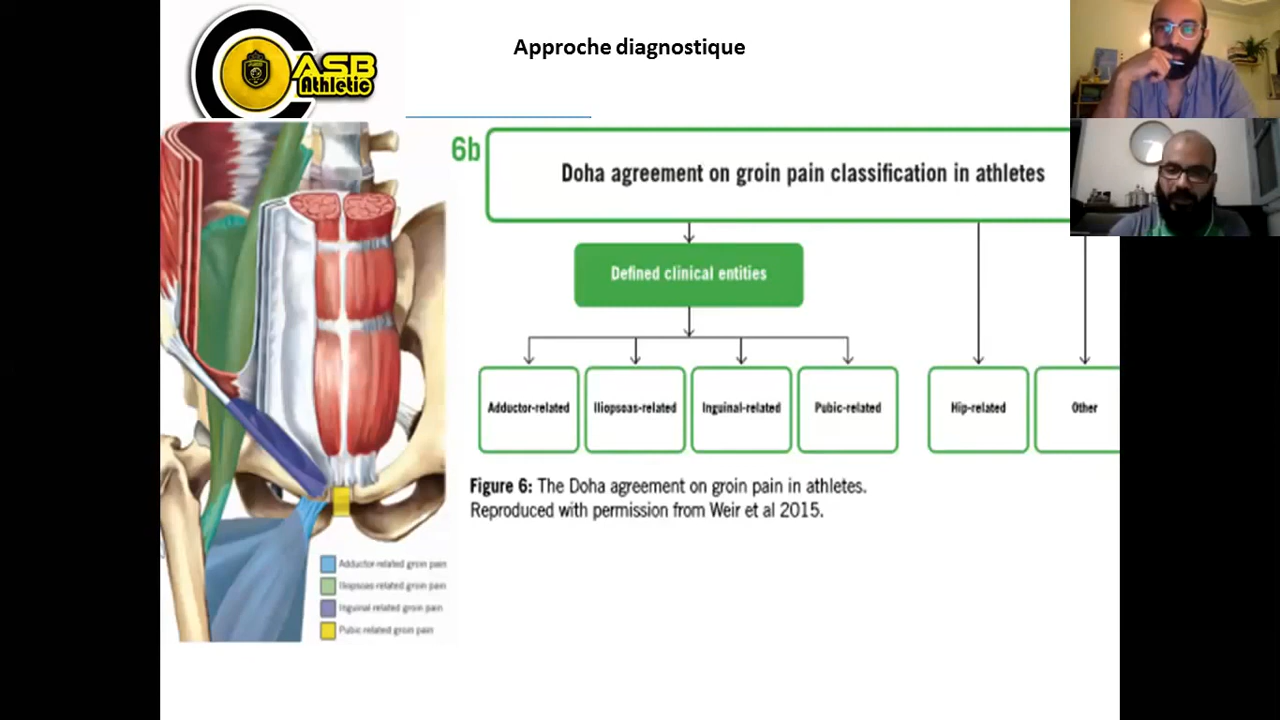 ASB
Athletic
Approche diagnostique
6b
Doha agreement on groin pain classification in athletes
Defined clinical entities
Adductor-related
Iliopsoas-related
Inguinal-related
Pubic-related
Hip-related
Other
Figure 6: The Doha agreement on groin pain in athletes.
Reproduced with permission from Weir et al 2015.
Adductor-related groin pain
Iliopsoas-related groin pain
Inguinal-related groin pain
Pubic-related groin pain